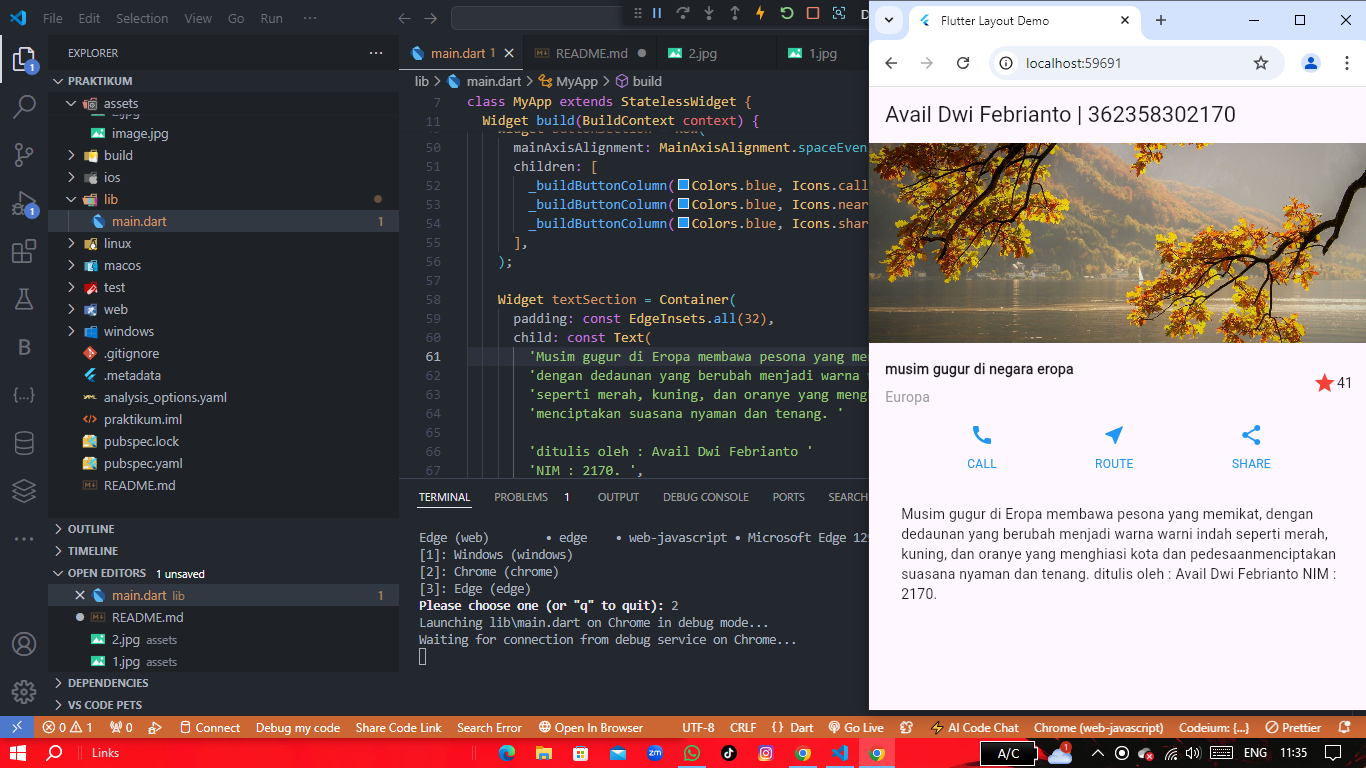 File Edit Selection View Go Run ···
EXPLORER
PRAKTIKUM
assets
image.jpg
build
ios
lib
main.dart 1
linux
macos
test
web
windows
.gitignore
.metadata
analysis_options.yaml
praktikum.iml
pubspec.lock
pubspec.yaml
README.md
OUTLINE
TIMELINE
OPEN EDITORS 1 unsaved
main.dart lib 1
README.md
2.jpg assets
1.jpg assets
DEPENDENCIES
VS CODE PETS
main.dart 1 README.md 2.jpg 1.jpg
lib > main.dart > MyApp > build
7 class MyApp extends StatelessWidget {
11 Widget build(BuildContext context) {
50 mainAxisAlignment: MainAxisAlignment.spaceEven
51 children: [
52 _buildButtonColumn(Colors.blue, Icons.call
53 _buildButtonColumn(Colors.blue, Icons.near
54 _buildButtonColumn(Colors.blue, Icons.shar
55 ],
56 );
57
58 Widget textSection = Container(
59 padding: const EdgeInsets.all(32),
60 child: const Text(
61 'Musim gugur di Eropa membawa pesona yang me
62 'dengan dedaunan yang berubah menjadi warna
63 'seperti merah, kuning, dan oranye yang meng
64 'menciptakan suasana nyaman dan tenang. '
65
66 'ditulis oleh : Avail Dwi Febrianto '
67 'NIM : 2170. ',
TERMINAL PROBLEMS 1 OUTPUT DEBUG CONSOLE PORTS SEARCH
Edge (web) • edge • web-javascript • Microsoft Edge 129
[1]: Windows (windows)
[2]: Chrome (chrome)
[3]: Edge (edge)
Please choose one (or "q" to quit): 2
Launching lib\main.dart on Chrome in debug mode...
Waiting for connection from debug service on Chrome...
Flutter Layout Demo
localhost:59691
Avail Dwi Febrianto | 362358302170
musim gugur di negara eropa
Europa
41
CALL ROUTE SHARE
Musim gugur di Eropa membawa pesona yang memikat, dengan
dedaunan yang berubah menjadi warna warni indah seperti merah,
kuning, dan oranye yang menghiasi kota dan pedesaanmenciptakan
suasana nyaman dan tenang. ditulis oleh : Avail Dwi Febrianto NIM :
2170.
0 1 0 Connect Debug my code Share Code Link Search Error Open In Browser UTF-8 CRLF {} Dart Go Live AI Code Chat Chrome (web-javascript) Codeium: {...} Prettier
Links A/C 1 ENG 11:35